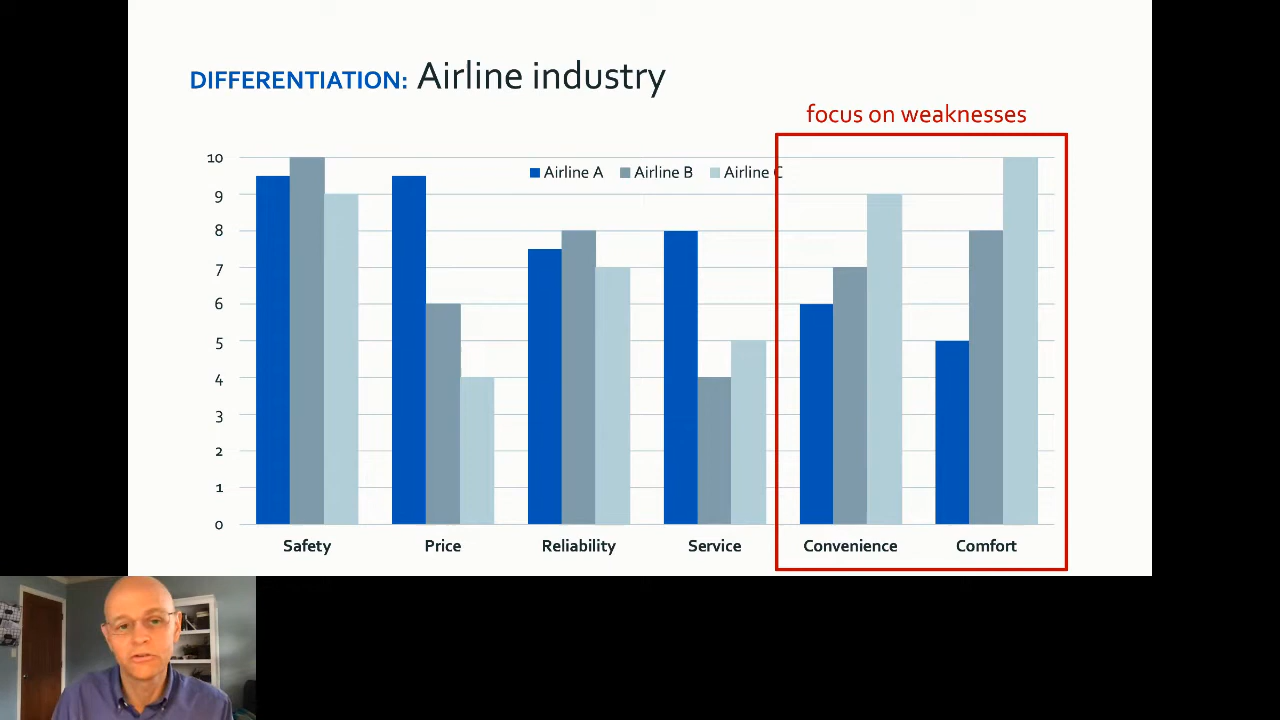 DIFFERENTIATION: Airline industry
focus on weaknesses
Airline A Airline B Airline C
10
9
8
7
6
5
4
3
2
1
0
Safety Price Reliability Service Convenience Comfort